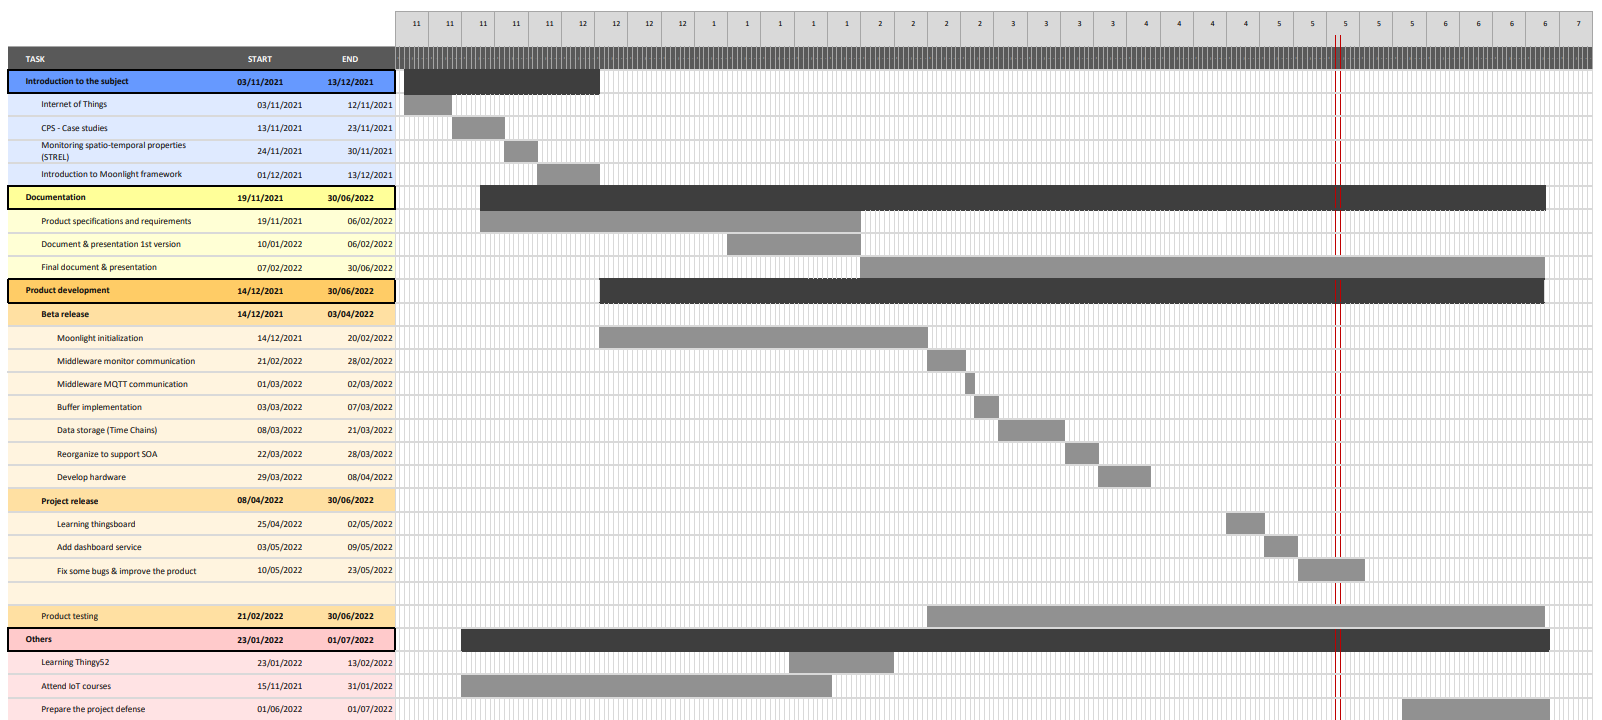 11 11 11 11 11 12 12 12 12 1 1 1 1 1 2 2 2 2 3 3 3 3 4 4 4 4 5 5 5 5 5 6 6 6 6 7
TASK START END
Introduction to the subject 03/11/2021 13/12/2021
Internet of Things 03/11/2021 12/11/2021
CPS - Case studies 13/11/2021 23/11/2021
Monitoring spatio-temporal properties
(STREL) 24/11/2021 30/11/2021
Introduction to Moonlight framework 01/12/2021 13/12/2021
Documentation 19/11/2021 30/06/2022
Product specifications and requirements 19/11/2021 06/02/2022
Document & presentation 1st version 10/01/2022 06/02/2022
Final document & presentation 07/02/2022 30/06/2022
Product development 14/12/2021 30/06/2022
Beta release 14/12/2021 03/04/2022
Moonlight initialization 14/12/2021 20/02/2022
Middleware monitor communication 21/02/2022 28/02/2022
Middleware MQTT communication 01/03/2022 02/03/2022
Buffer implementation 03/03/2022 07/03/2022
Data storage (Time Chains) 08/03/2022 21/03/2022
Reorganize to support SOA 22/03/2022 28/03/2022
Develop hardware 29/03/2022 08/04/2022
Project release 08/04/2022 30/06/2022
Learning thingsboard 25/04/2022 02/05/2022
Add dashboard service 03/05/2022 09/05/2022
Fix some bugs & improve the product 10/05/2022 23/05/2022
Product testing 21/02/2022 30/06/2022
Others 23/01/2022 01/07/2022
Learning Thingy52 23/01/2022 13/02/2022
Attend IoT courses 15/11/2021 31/01/2022
Prepare the project defense 01/06/2022 01/07/2022